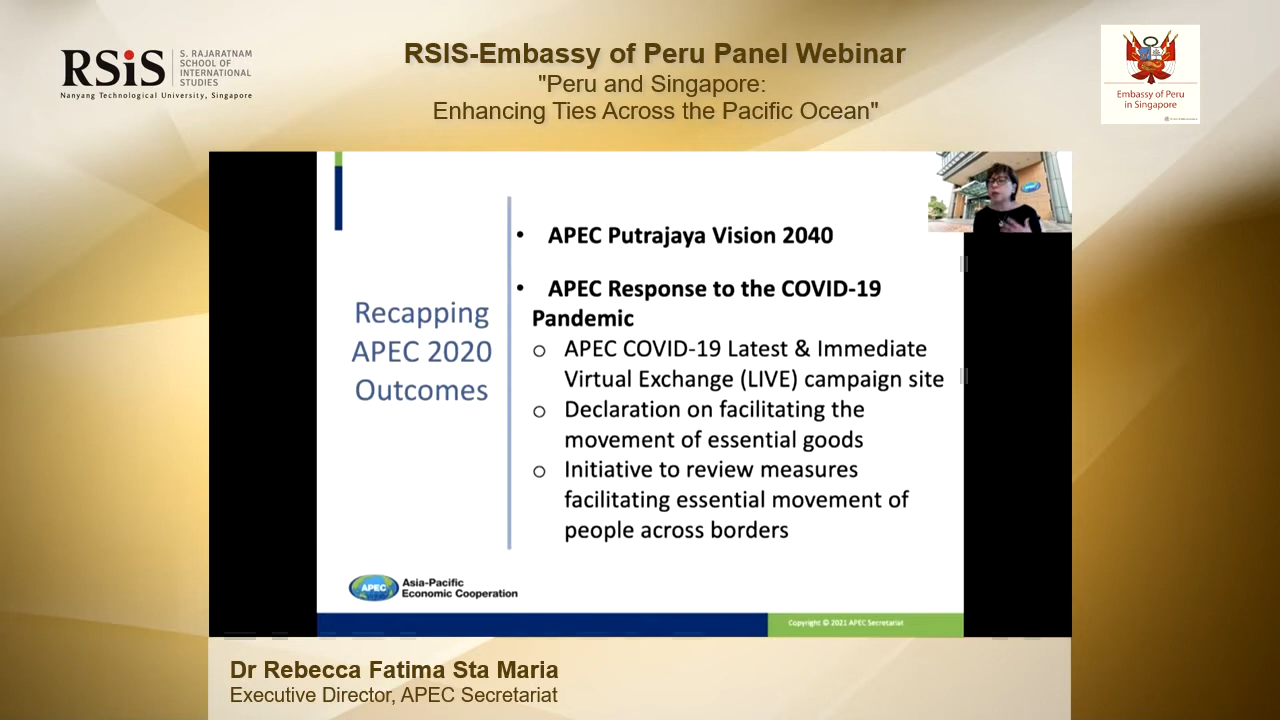 RSiS
S. RAJARATNAM
SCHOOL OF
INTERNATIONAL
STUDIES
Nanyang Technological University, Singapore
RSIS-Embassy of Peru Panel Webinar
"Peru and Singapore:
Enhancing Ties Across the Pacific Ocean"
Embassy of Peru
in Singapore
• APEC Putrajaya Vision 2040
• APEC Response to the COVID-19
Pandemic
o APEC COVID-19 Latest & Immediate
Virtual Exchange (LIVE) campaign site
o Declaration on facilitating the
movement of essential goods
o Initiative to review measures
facilitating essential movement of
people across borders
Recapping
APEC 2020
Outcomes
APEC
Asia-Pacific
Economic Cooperation
Copyright © 2021 APEC Secretariat
Dr Rebecca Fatima Sta Maria
Executive Director, APEC Secretariat